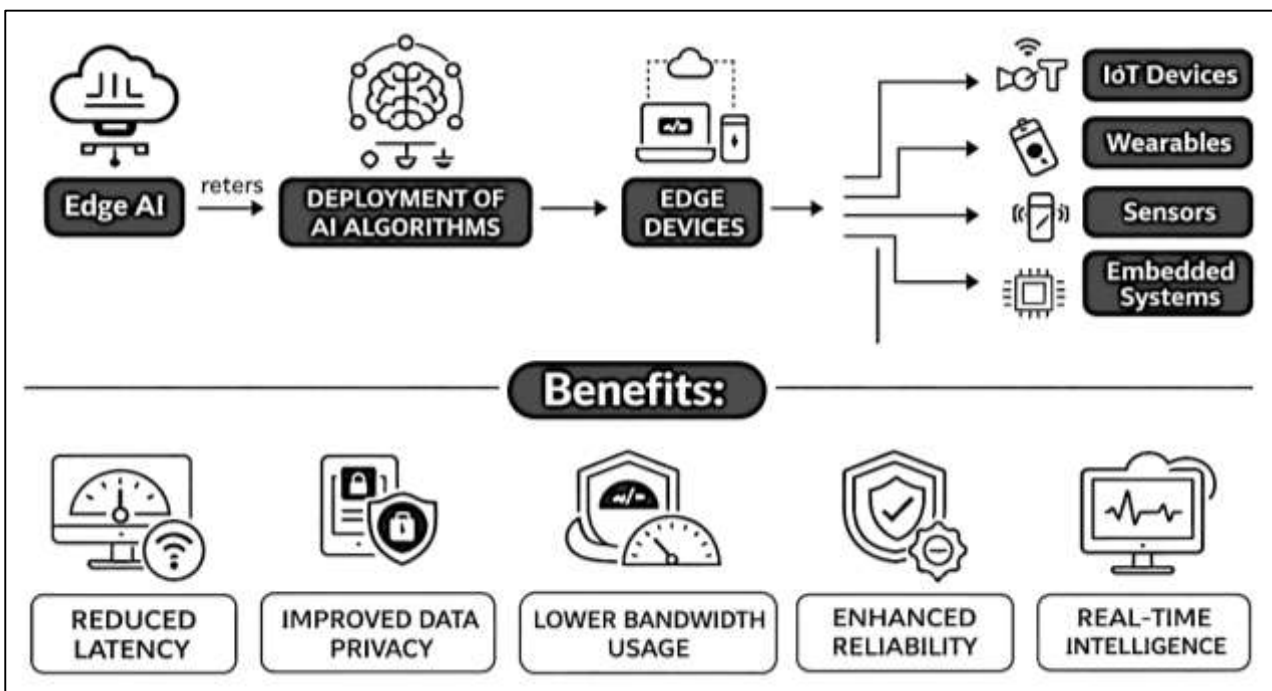 Edge AI
reters
DEPLOYMENT OF
AI ALGORITHMS
EDGE
DEVICES
IoT Devices
Wearables
Sensors
Embedded
Systems
Benefits:
REDUCED
LATENCY
IMPROVED DATA
PRIVACY
LOWER BANDWIDTH
USAGE
ENHANCED
RELIABILITY
REAL-TIME
INTELLIGENCE